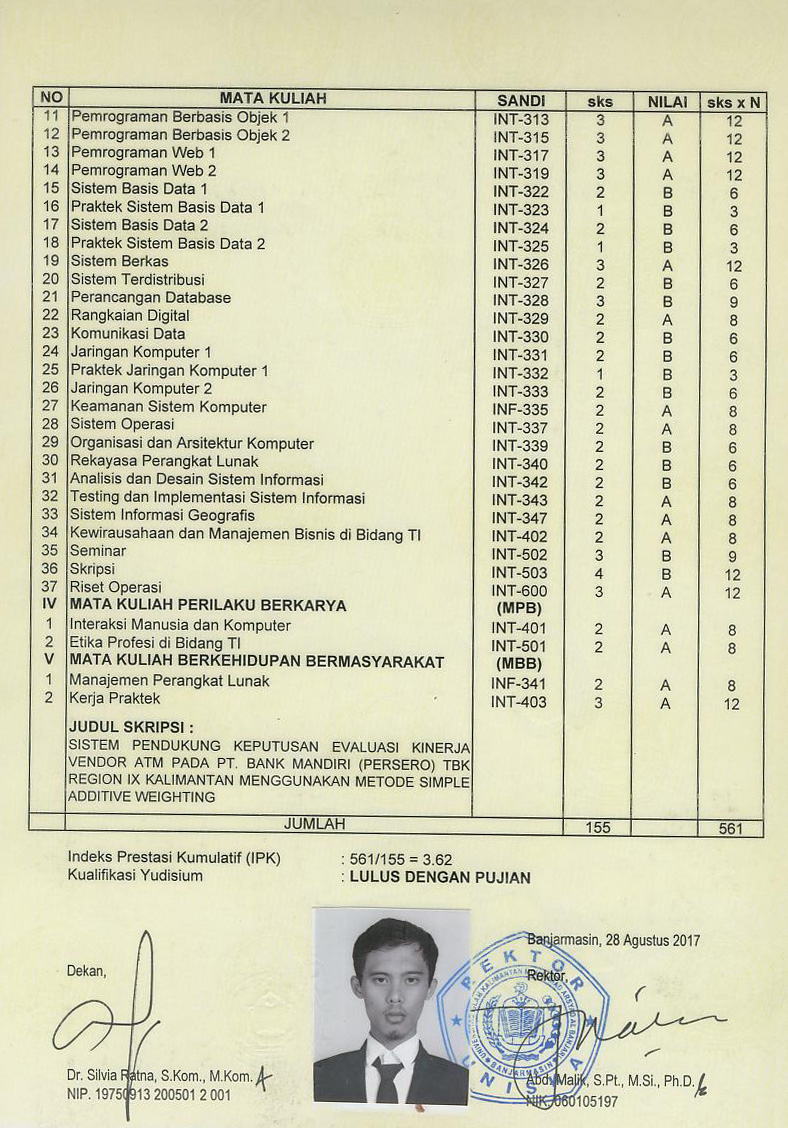 NO MATA KULIAH SANDI sks NILAI sks x N
11 Pemrograman Berbasis Objek 1 INT-313 3 A 12
12 Pemrograman Berbasis Objek 2 INT-315 3 A 12
13 Pemrograman Web 1 INT-317 3 A 12
14 Pemrograman Web 2 INT-319 3 A 12
15 Sistem Basis Data 1 INT-322 2 B 6
16 Praktek Sistem Basis Data 1 INT-323 1 B 3
17 Sistem Basis Data 2 INT-324 2 B 6
18 Praktek Sistem Basis Data 2 INT-325 1 B 3
19 Sistem Berkas INT-326 3 A 12
20 Sistem Terdistribusi INT-327 2 B 6
21 Perancangan Database INT-328 3 B 9
22 Rangkaian Digital INT-329 2 A 8
23 Komunikasi Data INT-330 2 B 6
24 Jaringan Komputer 1 INT-331 2 B 6
25 Praktek Jaringan Komputer 1 INT-332 1 B 3
26 Jaringan Komputer 2 INT-333 2 B 6
27 Keamanan Sistem Komputer INF-335 2 A 8
28 Sistem Operasi INT-337 2 A 8
29 Organisasi dan Arsitektur Komputer INT-339 2 B 6
30 Rekayasa Perangkat Lunak INT-340 2 B 6
31 Analisis dan Desain Sistem Informasi INT-342 2 B 6
32 Testing dan Implementasi Sistem Informasi INT-343 2 A 8
33 Sistem Informasi Geografis INT-347 2 A 8
34 Kewirausahaan dan Manajemen Bisnis di Bidang TI INT-402 2 A 8
35 Seminar INT-502 3 B 9
36 Skripsi INT-503 4 B 12
37 Riset Operasi INT-600 3 A 12
IV MATA KULIAH PERILAKU BERKARYA (MPB)
1 Interaksi Manusia dan Komputer INT-401 2 A 8
2 Etika Profesi di Bidang TI INT-501 2 A 8
V MATA KULIAH BERKEHIDUPAN BERMASYARAKAT (MBB)
1 Manajemen Perangkat Lunak INF-341 2 A 8
2 Kerja Praktek INT-403 3 A 12
JUDUL SKRIPSI :
SISTEM PENDUKUNG KEPUTUSAN EVALUASI KINERJA
VENDOR ATM PADA PT. BANK MANDIRI (PERSERO) TBK
REGION IX KALIMANTAN MENGGUNAKAN METODE SIMPLE
ADDITIVE WEIGHTING
JUMLAH 155 561
Indeks Prestasi Kumulatif (IPK) : 561/155 = 3.62
Kualifikasi Yudisium : LULUS DENGAN PUJIAN
Banjarmasin, 28 Agustus 2017
Dekan,
Rektor,
REKTOR
BANJARMASIN
UNISKA
Dr. Silvia Ratna, S.Kom., M.Kom.
Abd. Malik, S.Pt., M.Si., Ph.D.
NIP. 19750913 200501 2 001
NIK. 060105197